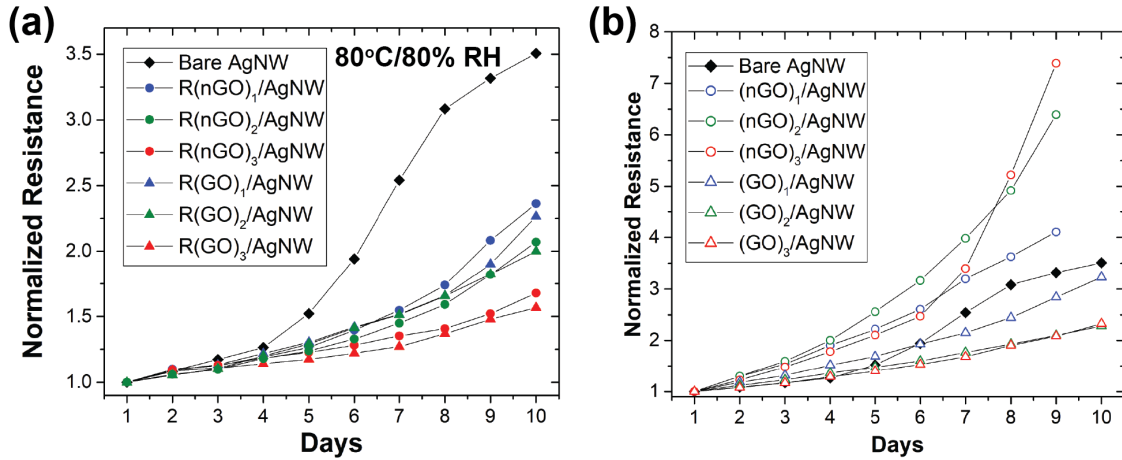 (a)
80°C/80% RH
Bare AgNW
R(nGO)₁/AgNW
R(nGO)₂/AgNW
R(nGO)₃/AgNW
R(GO)₁/AgNW
R(GO)₂/AgNW
R(GO)₃/AgNW
Normalized Resistance
3.5
3.0
2.5
2.0
1.5
1.0
1 2 3 4 5 6 7 8 9 10
Days
(b)
Bare AgNW
(nGO)₁/AgNW
(nGO)₂/AgNW
(nGO)₃/AgNW
(GO)₁/AgNW
(GO)₂/AgNW
(GO)₃/AgNW
Normalized Resistance
8
7
6
5
4
3
2
1
1 2 3 4 5 6 7 8 9 10
Days